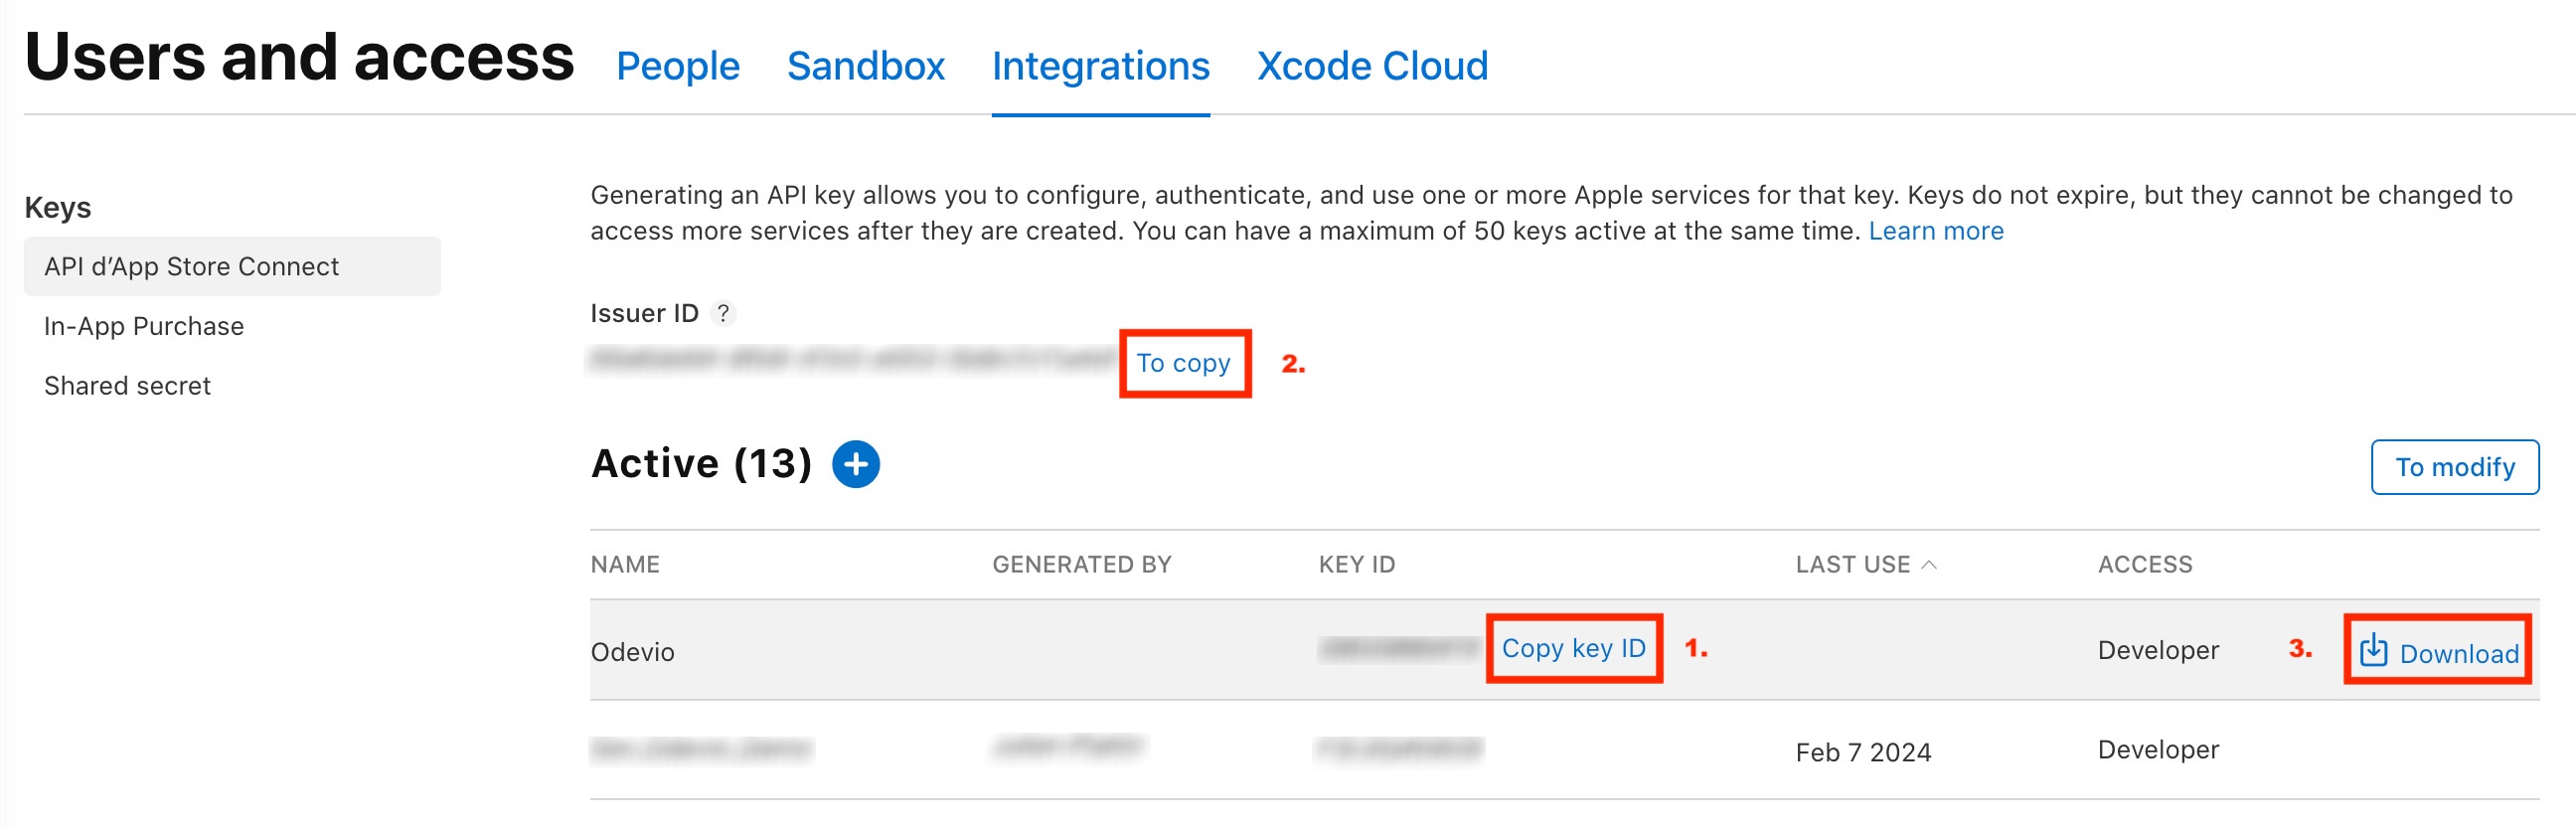 Users and access People Sandbox Integrations Xcode Cloud
Keys
API d’App Store Connect
In-App Purchase
Shared secret
Generating an API key allows you to configure, authenticate, and use one or more Apple services for that key. Keys do not expire, but they cannot be changed to
access more services after they are created. You can have a maximum of 50 keys active at the same time. Learn more
Issuer ID ?
To copy 2.
Active (13) +
To modify
NAME GENERATED BY KEY ID LAST USE ACCESS
Odevio Copy key ID 1. Developer 3. Download
Feb 7 2024 Developer